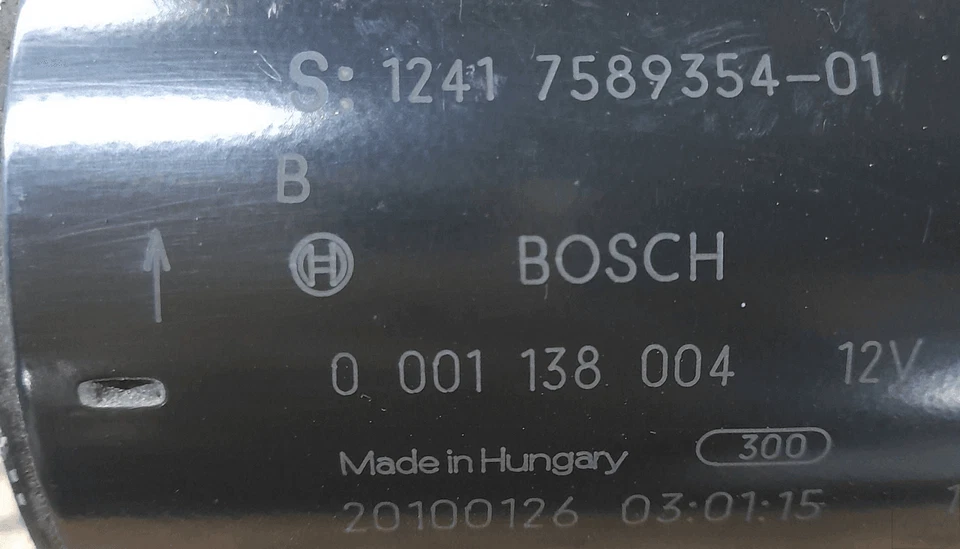 S: 1241 7589354-01
B
BOSCH
0 001 138 004 12V
Made in Hungary 300
20100126 03:01:15